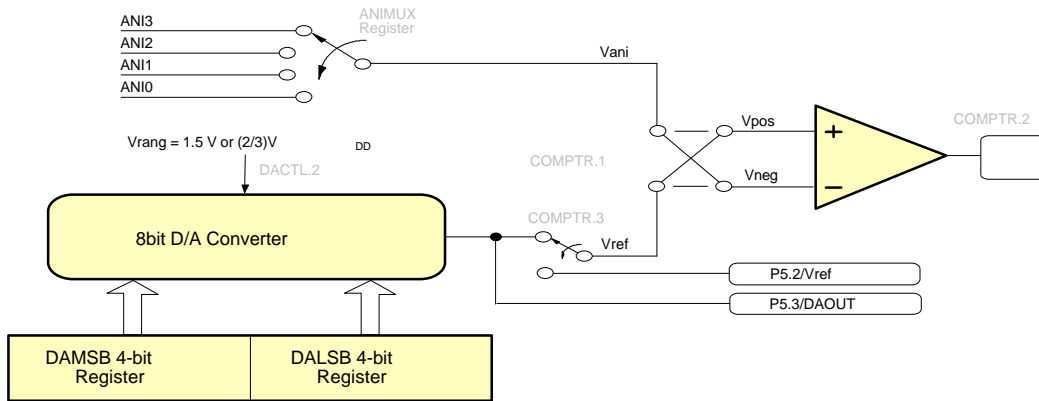 ANI3
ANI2
ANI1
ANI0
ANIMUX
Register
Vani
Vrang = 1.5 V or (2/3)V DD
DACTL.2
COMPTR.1
Vpos
Vneg
+
−
COMPTR.2
8bit D/A Converter
COMPTR.3
Vref
P5.2/Vref
P5.3/DAOUT
DAMSB 4-bit
Register
DALSB 4-bit
Register